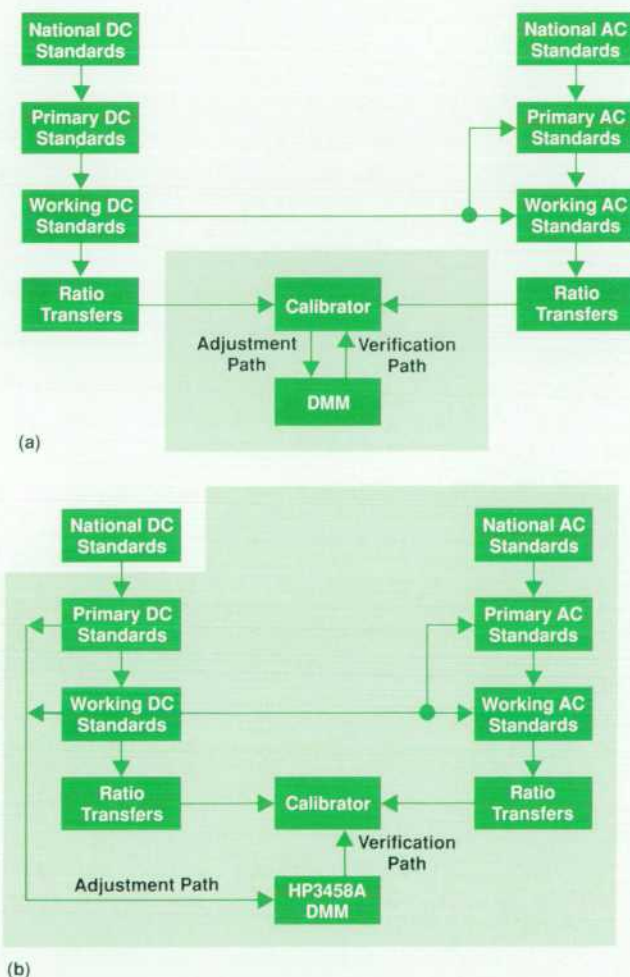 National DC
Standards
National AC
Standards
Primary DC
Standards
Primary AC
Standards
Working DC
Standards
Working AC
Standards
Ratio
Transfers
Calibrator
Ratio
Transfers
Adjustment
Path
Verification
Path
DMM
(a)
National DC
Standards
National AC
Standards
Primary DC
Standards
Primary AC
Standards
Working DC
Standards
Working AC
Standards
Ratio
Transfers
Calibrator
Ratio
Transfers
Verification
Path
Adjustment Path
HP3458A
DMM
(b)